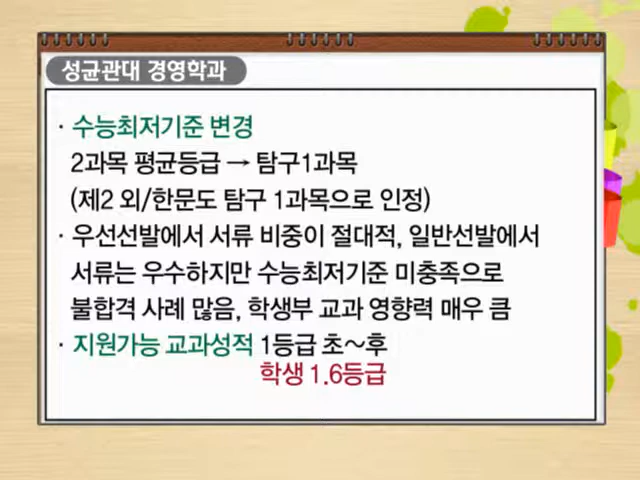 성균관대 경영학과
· 수능최저기준 변경
2과목 평균등급 → 탐구1과목
(제2 외/한문도 탐구 1과목으로 인정)
· 우선선발에서 서류 비중이 절대적, 일반선발에서
서류는 우수하지만 수능최저기준 미충족으로
불합격 사례 많음, 학생부 교과 영향력 매우 큼
· 지원가능 교과성적 1등급 초~후
학생 1.6등급